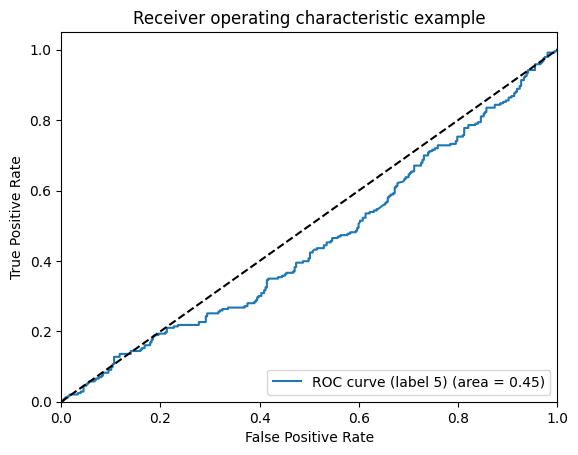 Receiver operating characteristic example
True Positive Rate
1.0
0.8
0.6
0.4
0.2
0.0
ROC curve (label 5) (area = 0.45)
0.0 0.2 0.4 0.6 0.8 1.0
False Positive Rate